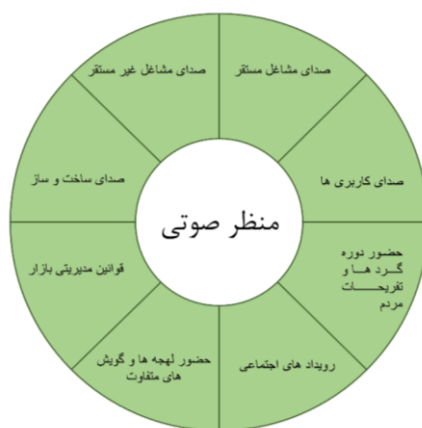 منظر صوتی
صدای مشاغل مستقر
صدای کاربری ها
حضور دوره
گرد ها و
تفریحات
مردم
رویداد های اجتماعی
حضور لهجه ها و گویش
های متفاوت
قوانین مدیریتی بازار
صدای ساخت و ساز
صدای مشاغل غیر مستقر